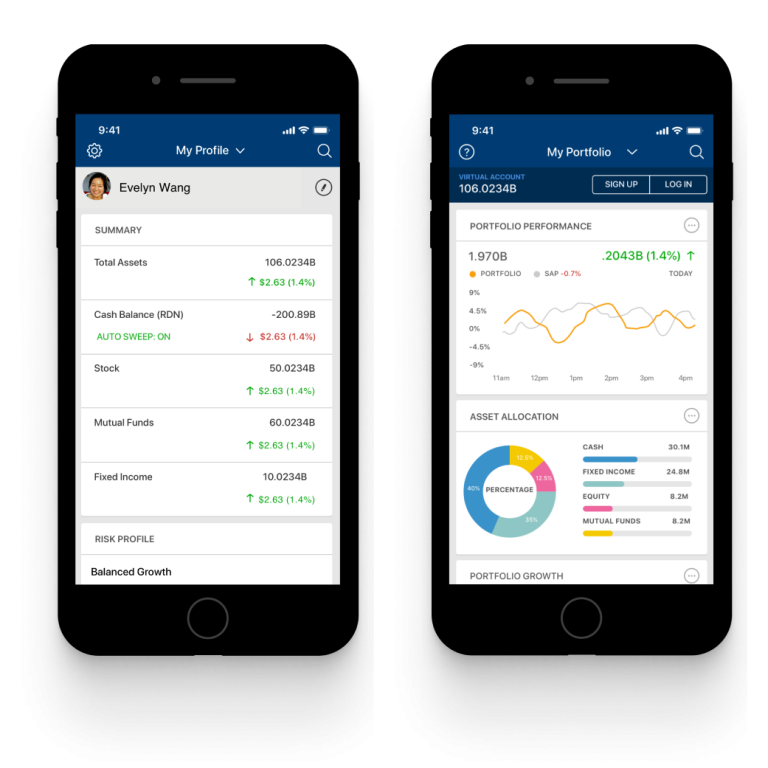 9:41
My Profile
Evelyn Wang
SUMMARY
Total Assets 106.0234B
↑ $2.63 (1.4%)
Cash Balance (RDN) -200.89B
AUTO SWEEP: ON ↓ $2.63 (1.4%)
Stock 50.0234B
↑ $2.63 (1.4%)
Mutual Funds 60.0234B
↑ $2.63 (1.4%)
Fixed Income 10.0234B
↑ $2.63 (1.4%)
RISK PROFILE
Balanced Growth
9:41
? My Portfolio
VIRTUAL ACCOUNT
106.0234B SIGN UP LOG IN
PORTFOLIO PERFORMANCE
1.970B .2043B (1.4%) ↑
PORTFOLIO SAP -0.7% TODAY
9%
4.5%
0%
-4.5%
-9%
11am 12pm 1pm 2pm 3pm 4pm
ASSET ALLOCATION
12.5%
12.5%
40%
PERCENTAGE
35%
CASH 30.1M
FIXED INCOME 24.8M
EQUITY 8.2M
MUTUAL FUNDS 8.2M
PORTFOLIO GROWTH